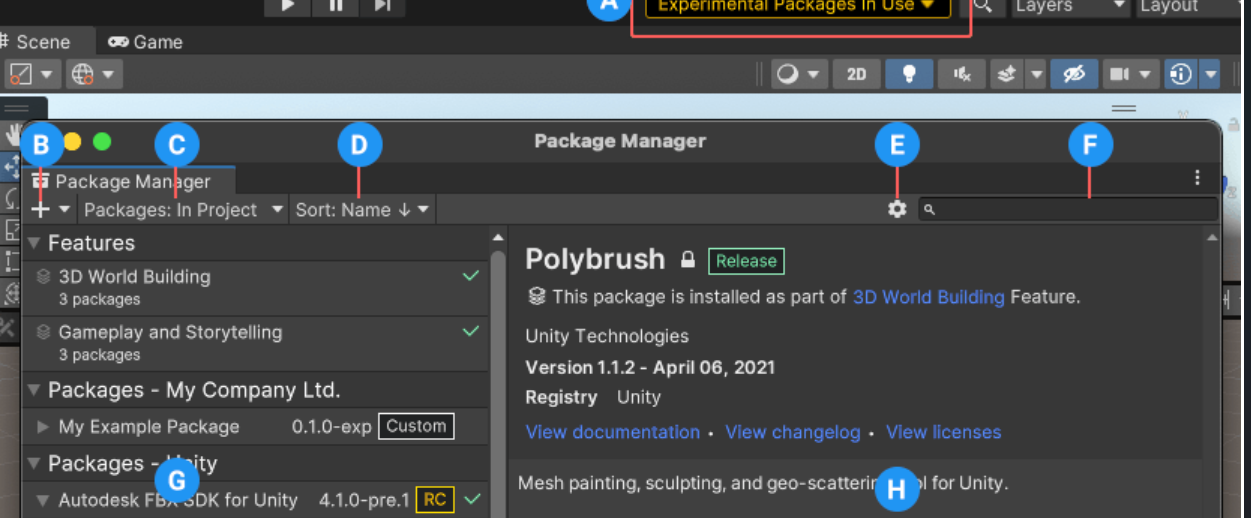 A
Experimental Packages In Use
Layers
Layout
Scene
Game
2D
B
C
D
Package Manager
E
F
Package Manager
Packages: In Project
Sort: Name ↓
Features
3D World Building
3 packages
Gameplay and Storytelling
3 packages
Packages - My Company Ltd.
My Example Package 0.1.0-exp Custom
Packages - Unity
G
Autodesk FBX SDK for Unity 4.1.0-pre.1 RC
Polybrush Release
This package is installed as part of 3D World Building Feature.
Unity Technologies
Version 1.1.2 - April 06, 2021
Registry Unity
View documentation • View changelog • View licenses
Mesh painting, sculpting, and geo-scattering tool for Unity.
H